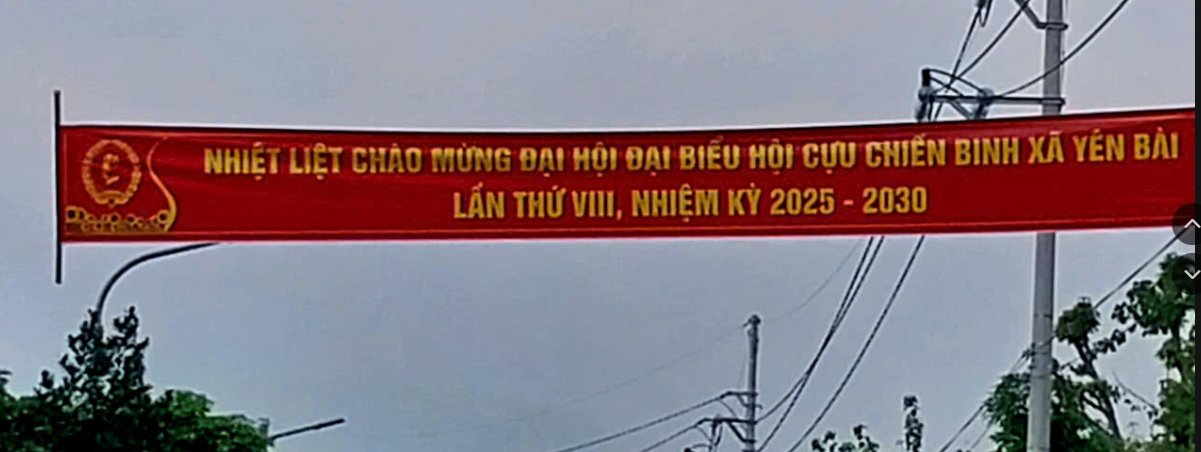 NHIỆT LIỆT CHÀO MỪNG ĐẠI HỘI ĐẠI BIỂU HỘI CỰU CHIẾN BINH XÃ YÊN BÀI
LẦN THỨ VIII, NHIỆM KỲ 2025 - 2030